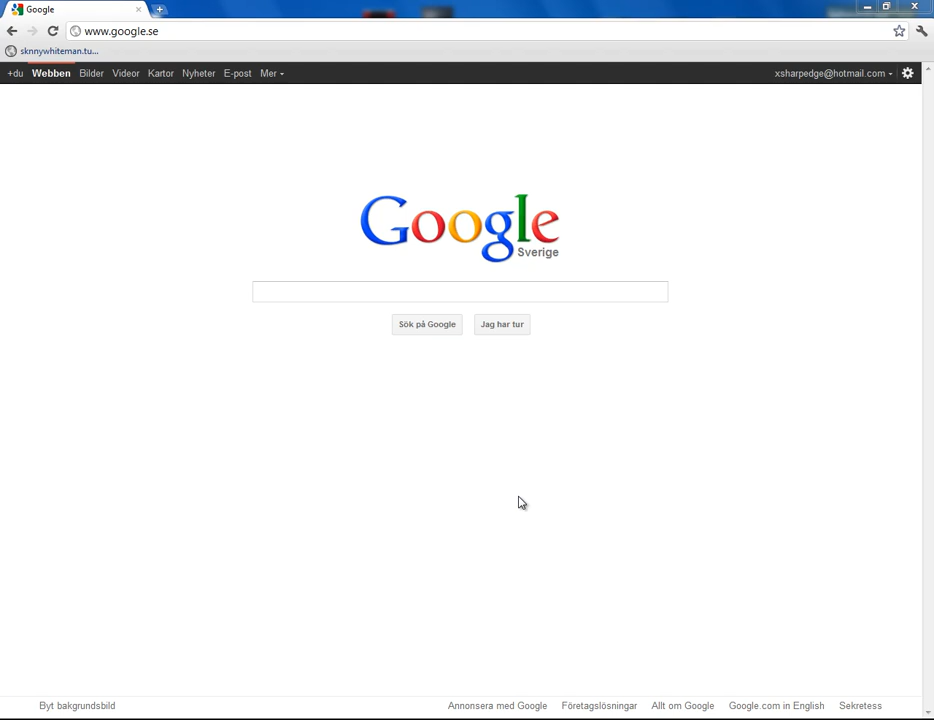 Google
www.google.se
sknnywhiteman.tu...
+du Webben Bilder Videor Kartor Nyheter E-post Mer
xsharpedge@hotmail.com
Google
Sverige
Sök på Google Jag har tur
Byt bakgrundsbild Annonsera med Google Företagslösningar Allt om Google Google.com in English Sekretess